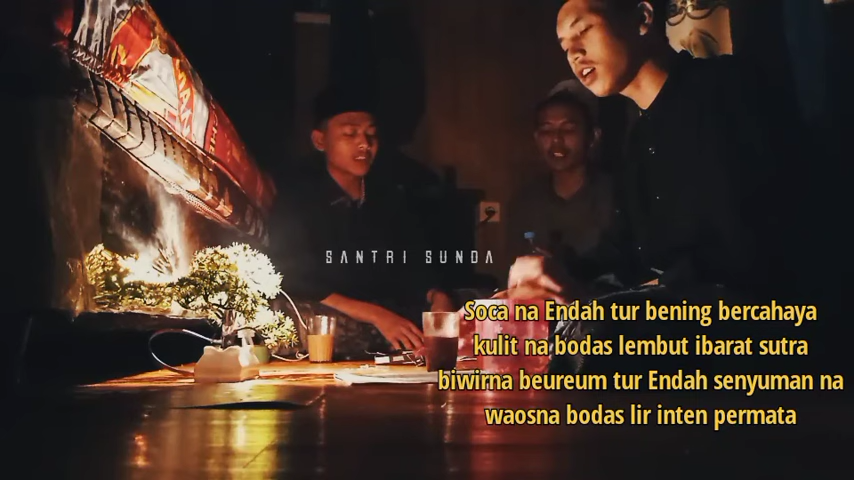 SANTRI SUNDA
Soca na Endah tur bening bercahaya
kulit na bodas lembut ibarat sutra
biwirna beureum tur Endah senyuman na
waosna bodas lir inten permata